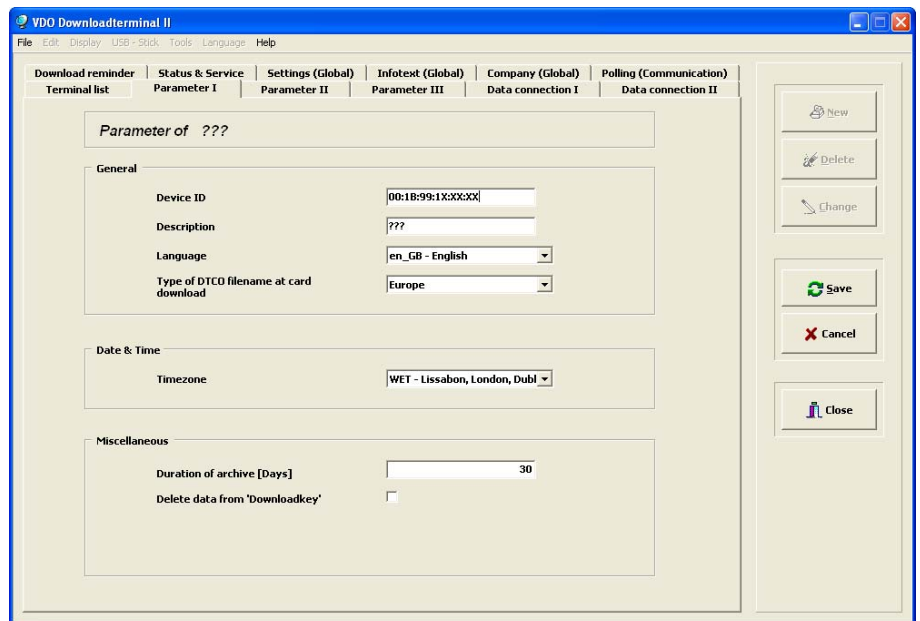 VDO Downloadterminal II
File Edit Display USB - Stick Tools Language Help
Download reminder Status & Service Settings (Global) Infotext (Global) Company (Global) Polling (Communication)
Terminal list Parameter I Parameter II Parameter III Data connection I Data connection II
Parameter of ???
General
Device ID 00:1B:99:1X:XX:XX
Description ???
Language en_GB - English
Type of DTCO filename at card
download
Europe
Date & Time
Timezone WET - Lissabon, London, Dubl
Miscellaneous
Duration of archive [Days] 30
Delete data from 'Downloadkey'
New
Delete
Change
Save
Cancel
Close